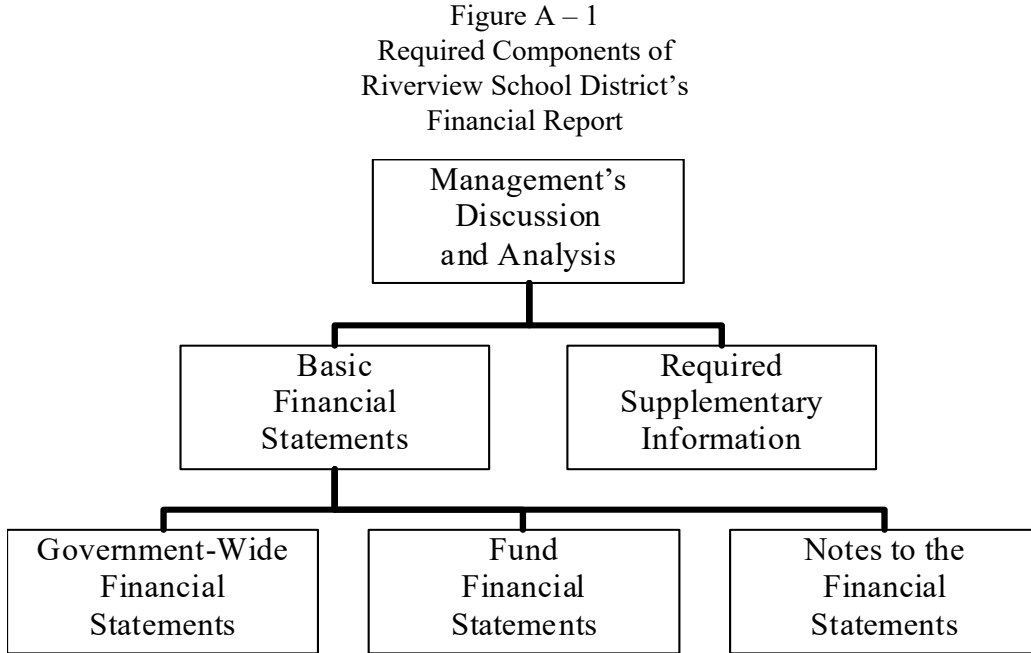 Figure A – 1
Required Components of
Riverview School District’s
Financial Report
Management’s
Discussion
and Analysis
Basic
Financial
Statements
Required
Supplementary
Information
Government-Wide
Financial
Statements
Fund
Financial
Statements
Notes to the
Financial
Statements